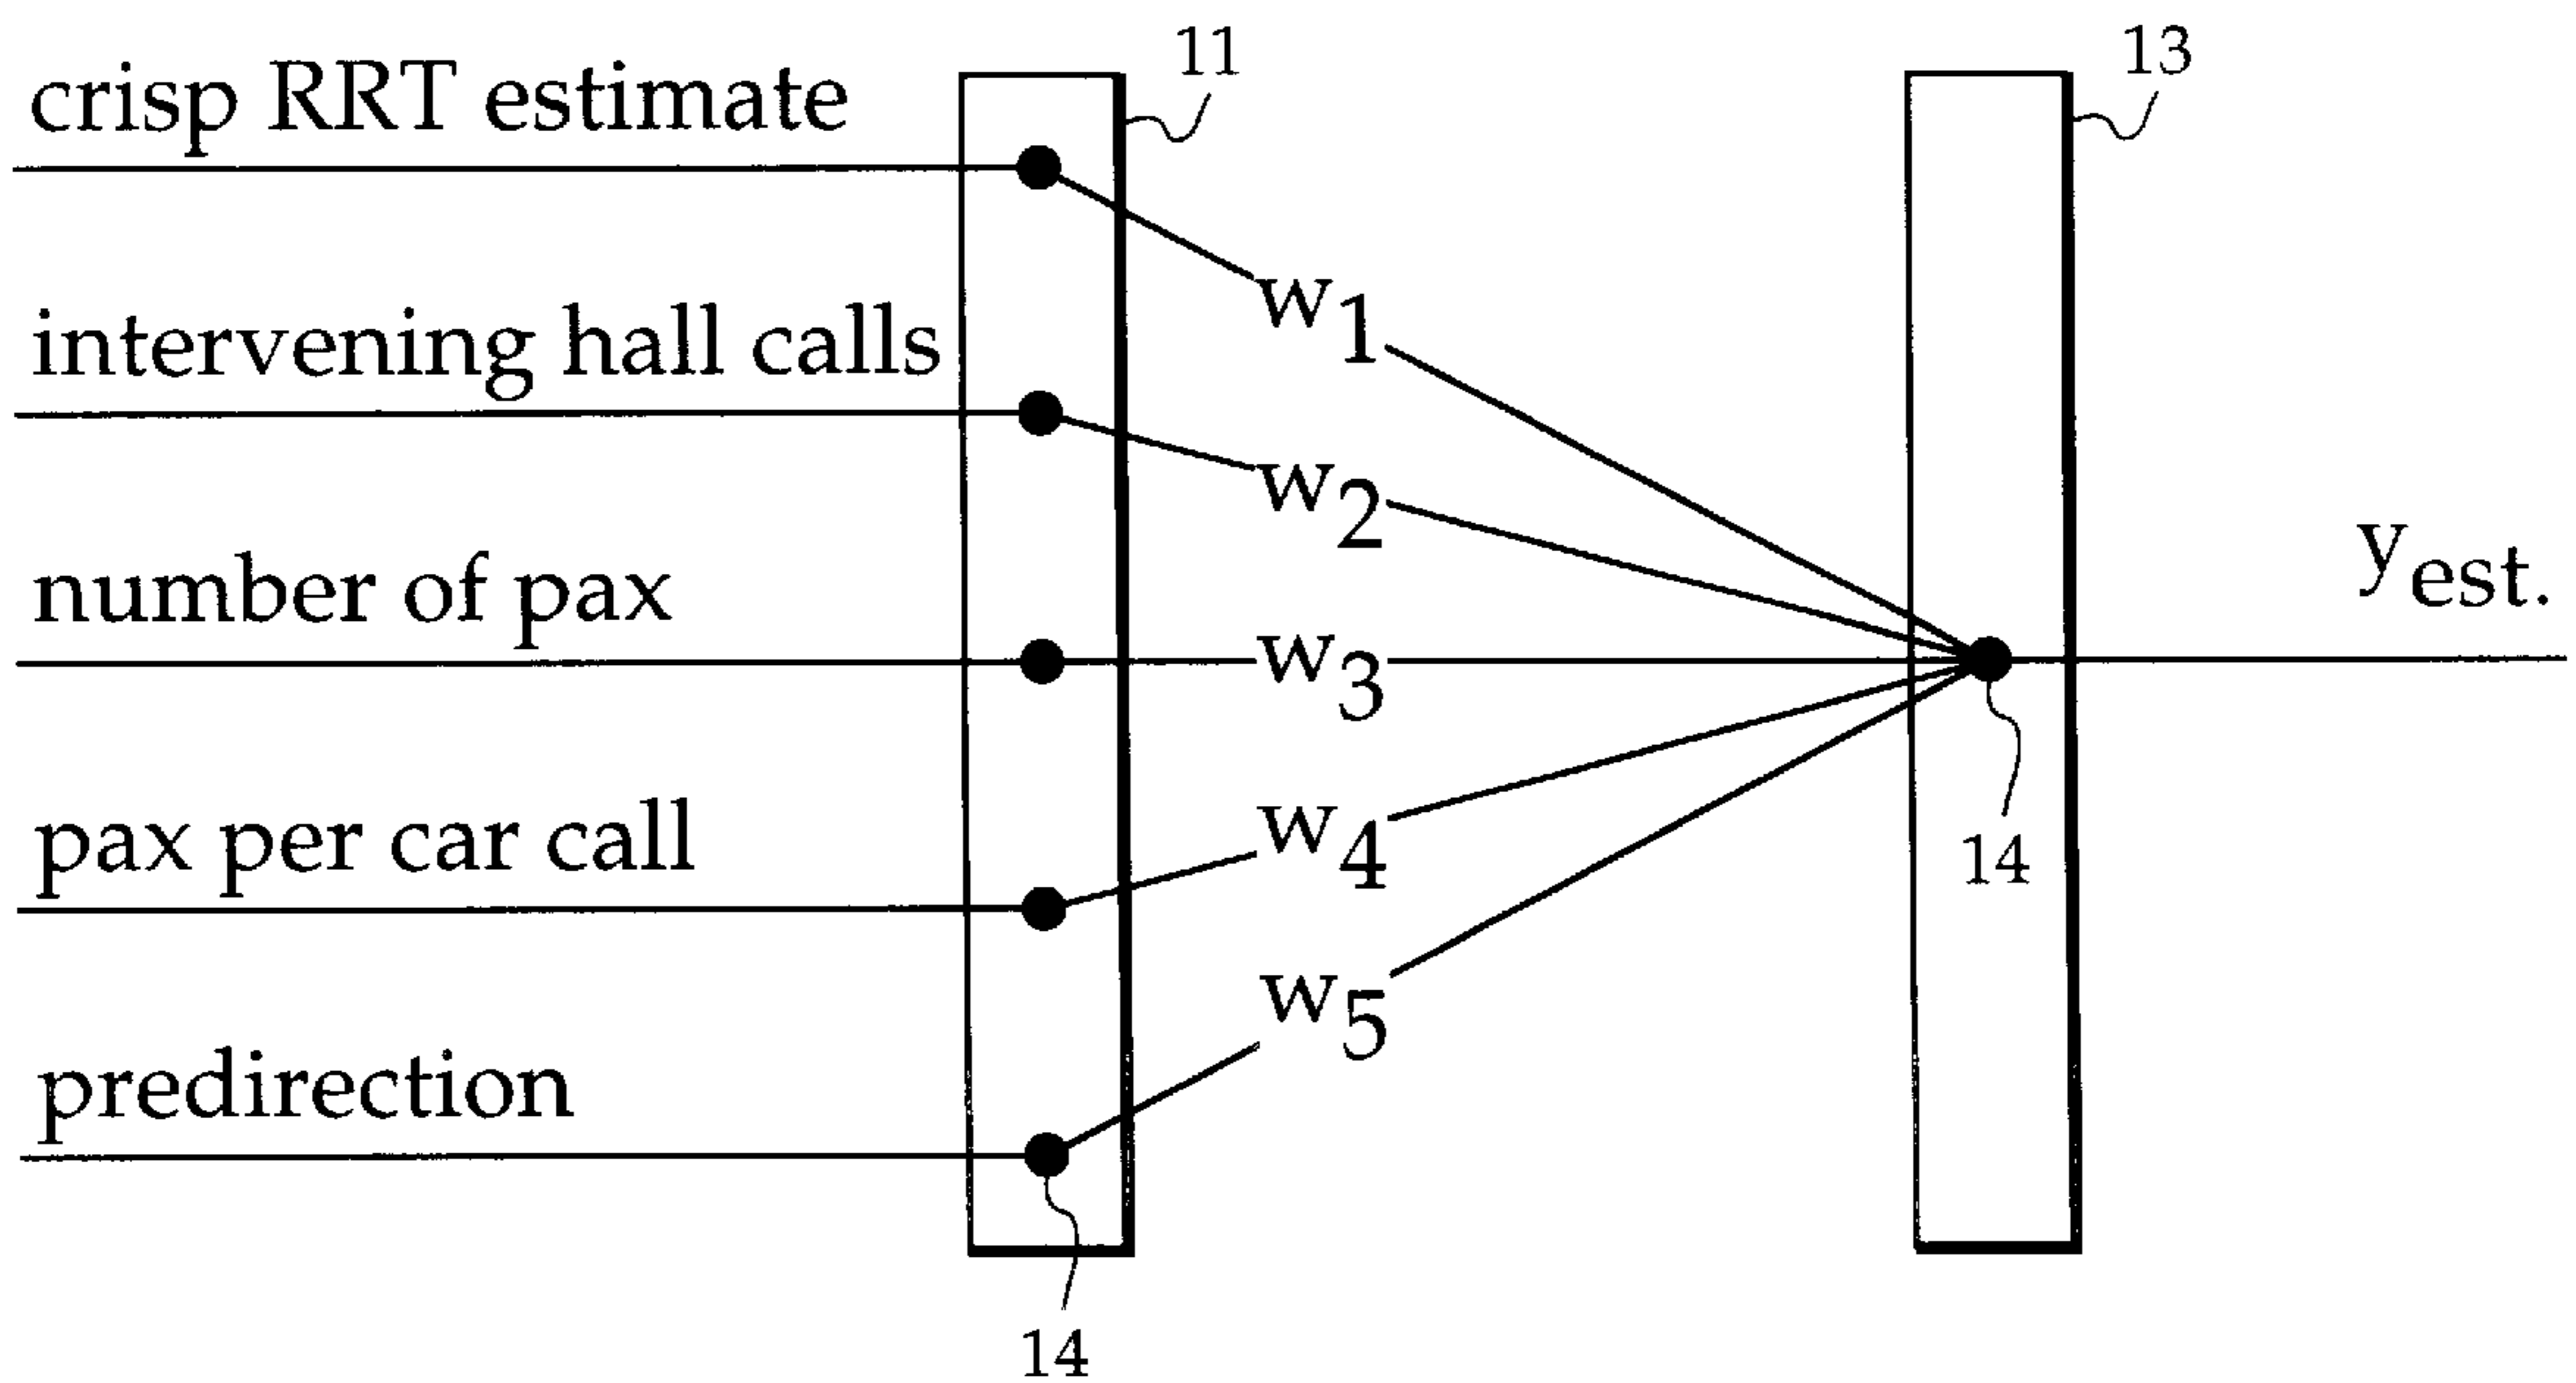 11
13
crisp RRT estimate
intervening hall calls
number of pax
pax per car call
predirection
w1
w2
w3
w4
w5
yest.
14
14